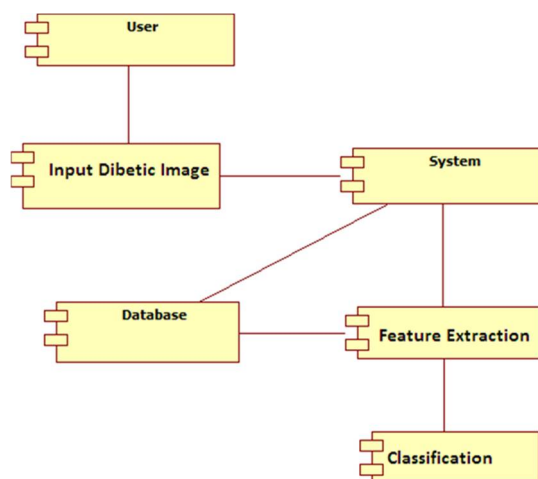 User
Input Dibetic Image
System
Database
Feature Extraction
Classification